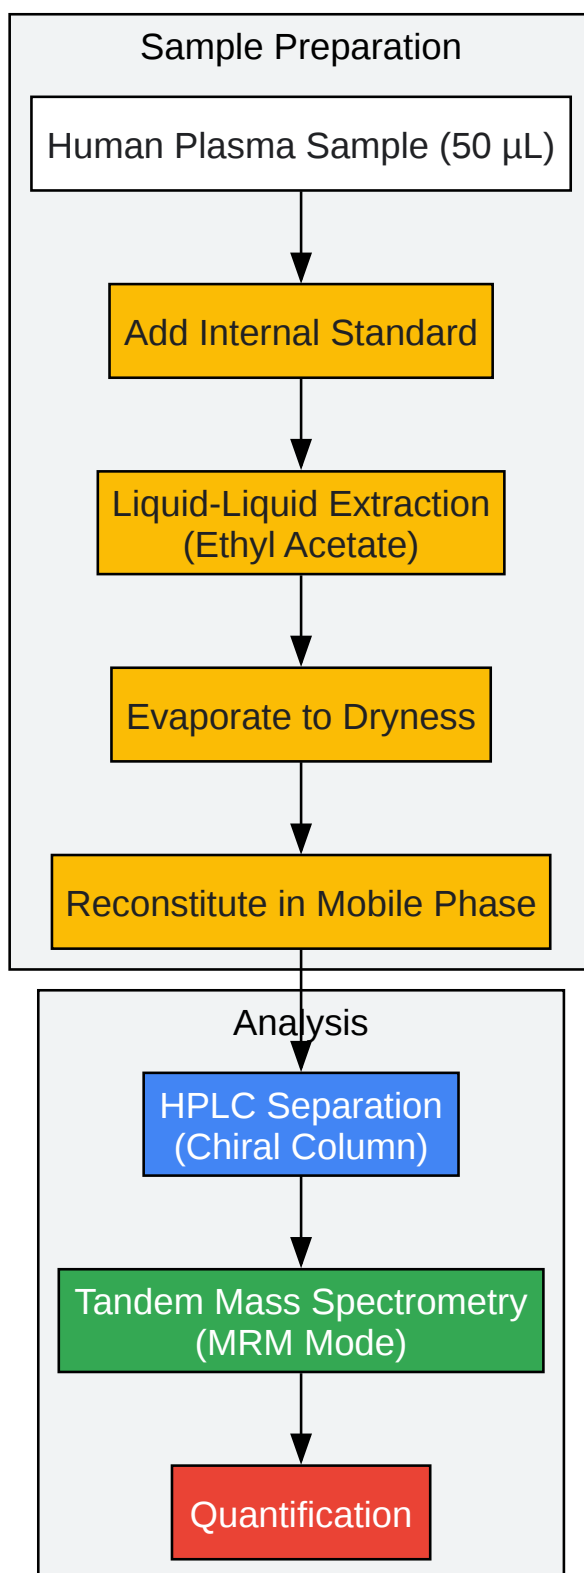 Sample Preparation
Human Plasma Sample (50 µL)
Add Internal Standard
Liquid-Liquid Extraction
(Ethyl Acetate)
Evaporate to Dryness
Reconstitute in Mobile Phase
Analysis
HPLC Separation
(Chiral Column)
Tandem Mass Spectrometry
(MRM Mode)
Quantification